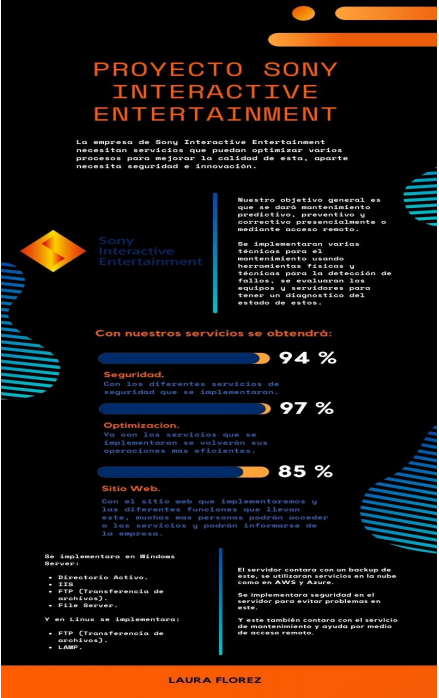 PROYECTO SONY
INTERACTIVE
ENTERTAINMENT
La empresa de Sony Interactive Entertainment
necesitan servicios que puedan optimizar varios
procesos para mejorar la calidad de esta, aparte
necesita seguridad e innovación.
Nuestro objetivo general es
que se dará mantenimiento
predictivo, preventivo y
correctivo presencialmente o
mediante acceso remoto.
Se implementaran varias
técnicas para el
mantenimiento usando
herramientas físicas y
técnicas para la detección de
fallos, se evaluaran los
equipos y servidores para
tener un diagnostico del
estado de estos.
Sony
Interactive
Entertainment
Con nuestros servicios se obtendrá:
94 %
Seguridad.
Con los diferentes servicios de
seguridad que se implementaran.
97 %
Optimizacion.
Ya con los servicios que se
implementaran se volverán sus
operaciones mas eficientes.
85 %
Sitio Web.
Con el sitio web que implementaremos y
las diferentes funciones que llevan
este, muchas mas personas podrán acceder
a los servicios y podrán informarse de
la empresa.
Se implementara en Windows
Server:
• Directorio Activo.
• IIS
• FTP (Transferencia de
archivos).
• File Server.
Y en Linux se implementara:
• FTP (Transferencia de
archivos).
• LAMP.
El servidor contara con un backup de
este, se utilizaran servicios en la nube
como en AWS y Azure.
Se implementara seguridad en el
servidor para evitar problemas en
este.
Y este también contará con el servicio
de mantenimiento y ayuda por medio
de acceso remoto.
LAURA FLOREZ